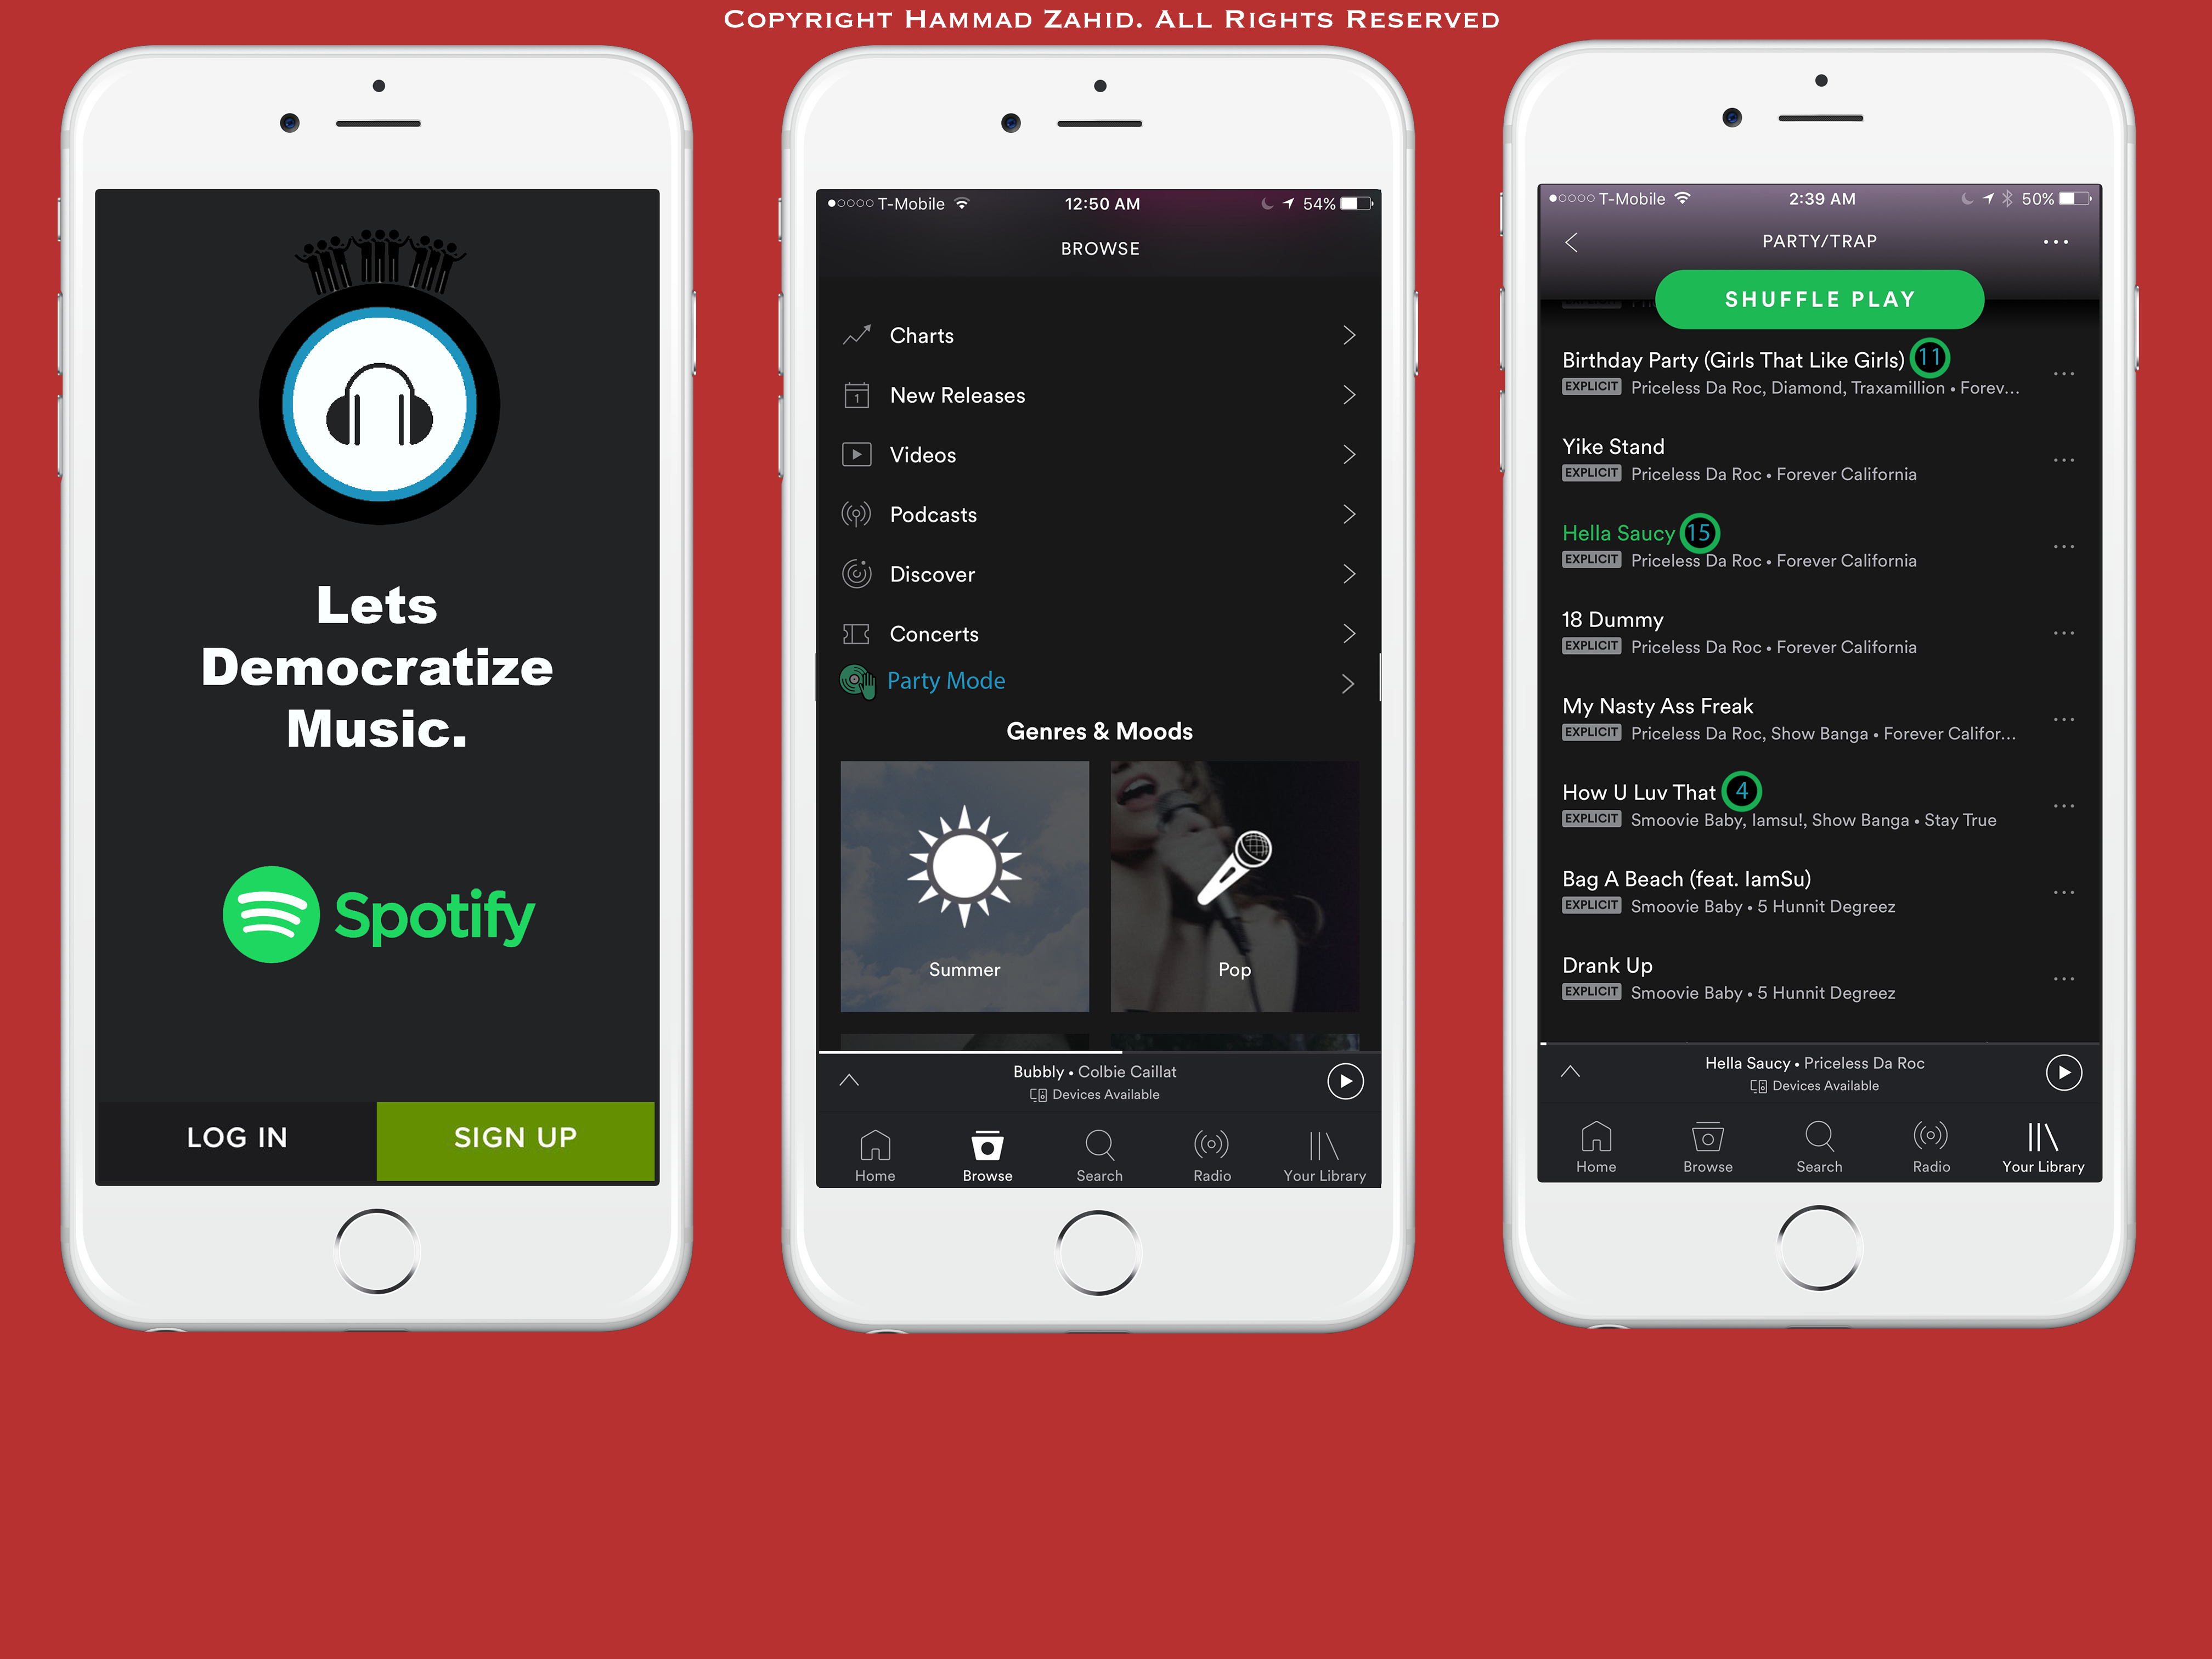 COPYRIGHT HAMMAD ZAHID. ALL RIGHTS RESERVED
Lets
Democratize
Music.
Spotify
LOG IN
SIGN UP
T-Mobile
12:50 AM
54%
BROWSE
Charts
1
New Releases
Videos
Podcasts
Discover
Concerts
Party Mode
Genres & Moods
Summer
Pop
Bubbly • Colbie Caillat
Devices Available
Home
Browse
Search
Radio
Your Library
T-Mobile
2:39 AM
50%
PARTY/TRAP
SHUFFLE PLAY
Birthday Party (Girls That Like Girls) 11
EXPLICIT Priceless Da Roc, Diamond, Traxamillion • Forev...
Yike Stand
EXPLICIT Priceless Da Roc • Forever California
Hella Saucy 15
EXPLICIT Priceless Da Roc • Forever California
18 Dummy
EXPLICIT Priceless Da Roc • Forever California
My Nasty Ass Freak
EXPLICIT Priceless Da Roc, Show Banga • Forever Califor...
How U Luv That 4
EXPLICIT Smoovie Baby, Iamsu!, Show Banga • Stay True
Bag A Beach (feat. IamSu)
EXPLICIT Smoovie Baby • 5 Hunnit Degreez
Drank Up
EXPLICIT Smoovie Baby • 5 Hunnit Degreez
Hella Saucy • Priceless Da Roc
Devices Available
Home
Browse
Search
Radio
Your Library